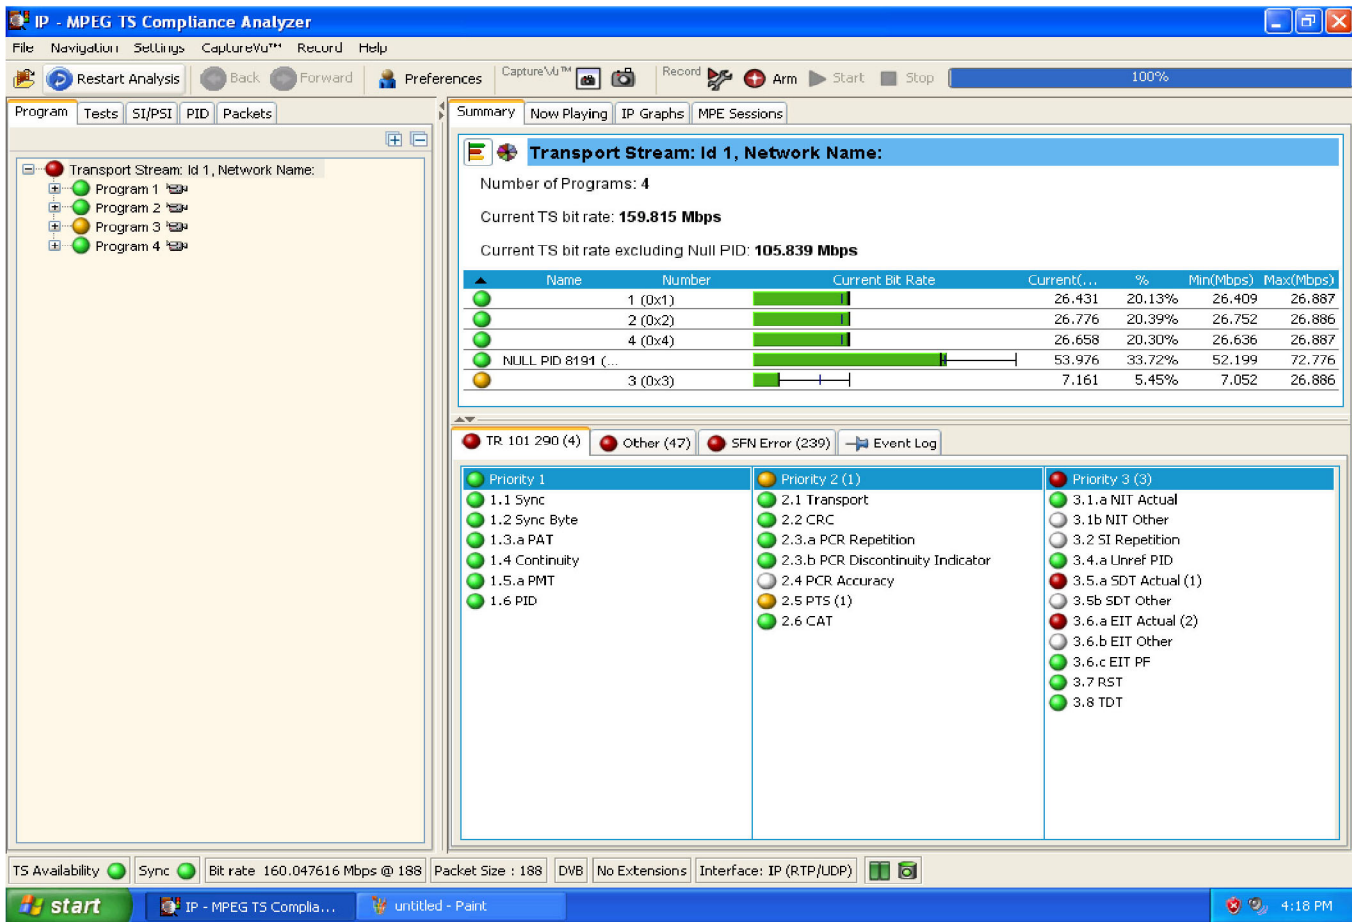 IP - MPEG TS Compliance Analyzer
File Navigation Settings CaptureVu™ Record Help
Restart Analysis Back Forward Preferences CaptureVu™ Record Arm Start Stop 100%
Program Tests SI/PSI PID Packets
Transport Stream: Id 1, Network Name:
Program 1
Program 2
Program 3
Program 4
Summary Now Playing IP Graphs MPE Sessions
Transport Stream: Id 1, Network Name:
Number of Programs: 4
Current TS bit rate: 159.815 Mbps
Current TS bit rate excluding Null PID: 105.839 Mbps
Name Number Current Bit Rate Current(... % Min(Mbps) Max(Mbps)
1 (0x1) 26.431 20.13% 26.409 26.887
2 (0x2) 26.776 20.39% 26.752 26.886
4 (0x4) 26.658 20.30% 26.636 26.887
NULL PID 8191 (... 53.976 33.72% 52.199 72.776
3 (0x3) 7.161 5.45% 7.052 26.886
TR 101 290 (4) Other (47) SFN Error (239) Event Log
Priority 1
1.1 Sync
1.2 Sync Byte
1.3.a PAT
1.4 Continuity
1.5.a PMT
1.6 PID
Priority 2 (1)
2.1 Transport
2.2 CRC
2.3.a PCR Repetition
2.3.b PCR Discontinuity Indicator
2.4 PCR Accuracy
2.5 PTS (1)
2.6 CAT
Priority 3 (3)
3.1.a NIT Actual
3.1b NIT Other
3.2 SI Repetition
3.4.a Unref PID
3.5.a SDT Actual (1)
3.5b SDT Other
3.6.a EIT Actual (2)
3.6.b EIT Other
3.6.c EIT PF
3.7 RST
3.8 TDT
TS Availability Sync Bit rate 160.047616 Mbps @ 188 Packet Size : 188 DVB No Extensions Interface: IP (RTP/UDP)
start IP - MPEG TS Complia... untitled - Paint 4:18 PM